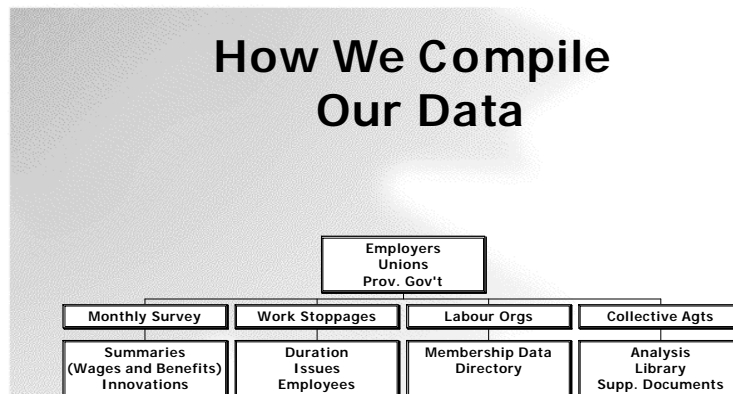 How We Compile
Our Data
Employers
Unions
Prov. Gov't
Monthly Survey
Work Stoppages
Labour Orgs
Collective Agts
Summaries
(Wages and Benefits)
Innovations
Duration
Issues
Employees
Membership Data
Directory
Analysis
Library
Supp. Documents